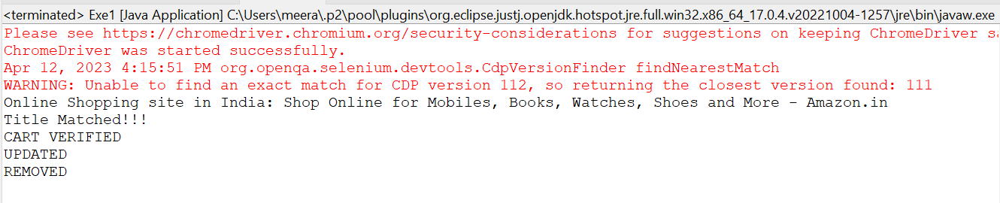 <terminated> Exe1 [Java Application] C:\Users\meera\.p2\pool\plugins\org.eclipse.justj.openjdk.hotspot.jre.full.win32.x86_64_17.0.4.v20221004-1257\jre\bin\javaw.exe
Please see https://chromedriver.chromium.org/security-considerations for suggestions on keeping ChromeDriver sa
ChromeDriver was started successfully.
Apr 12, 2023 4:15:51 PM org.openqa.selenium.devtools.CdpVersionFinder findNearestMatch
WARNING: Unable to find an exact match for CDP version 112, so returning the closest version found: 111
Online Shopping site in India: Shop Online for Mobiles, Books, Watches, Shoes and More - Amazon.in
Title Matched!!!
CART VERIFIED
UPDATED
REMOVED